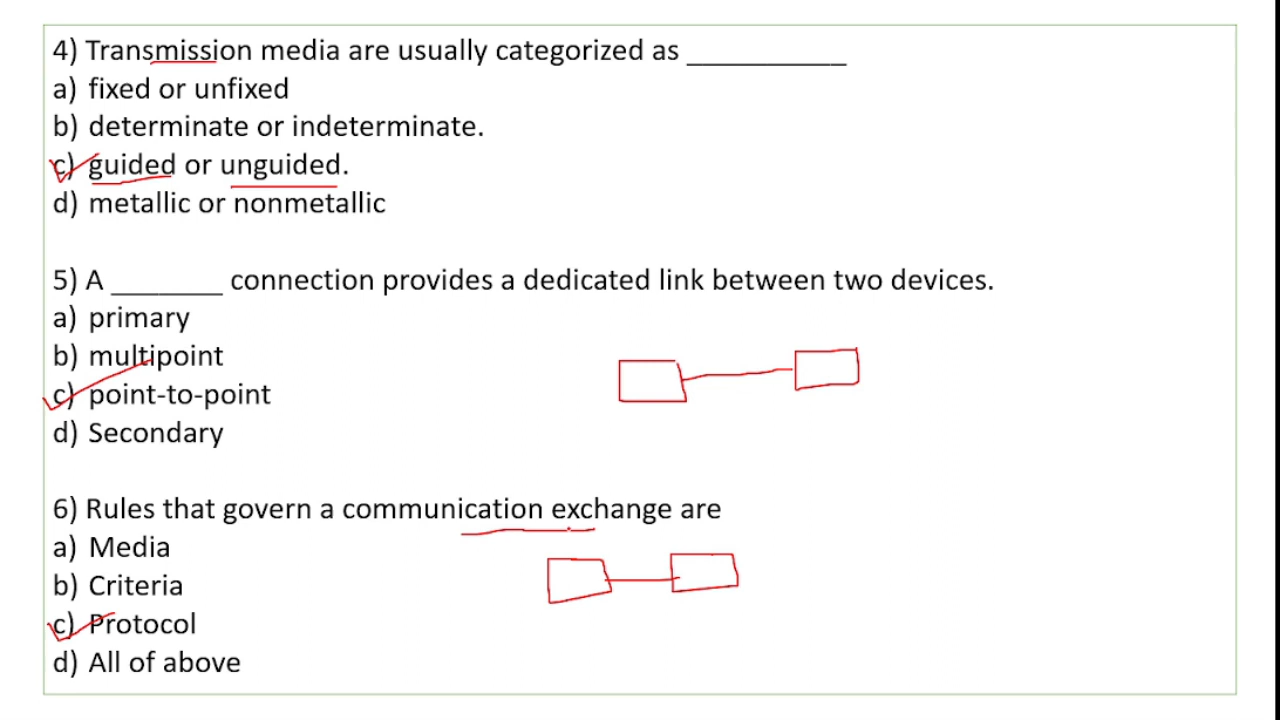 4) Transmission media are usually categorized as ___________
a) fixed or unfixed
b) determinate or indeterminate.
c) guided or unguided.
d) metallic or nonmetallic
5) A ________ connection provides a dedicated link between two devices.
a) primary
b) multipoint
c) point-to-point
d) Secondary
6) Rules that govern a communication exchange are
a) Media
b) Criteria
c) Protocol
d) All of above